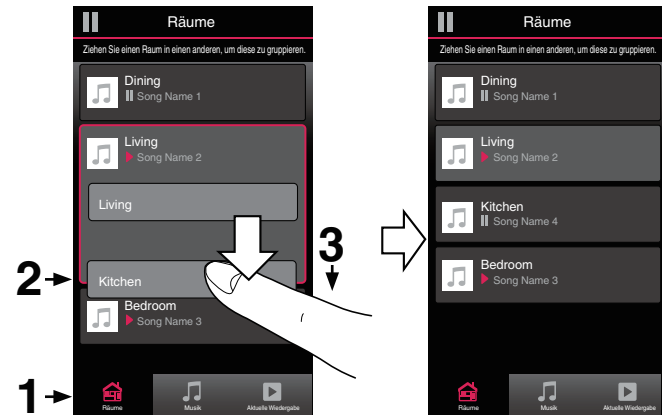 Räume
Ziehen Sie einen Raum in einen anderen, um diese zu gruppieren.
Dining
Song Name 1
Living
Song Name 2
Living
Kitchen
Bedroom
Song Name 3
Räume
Musik
Aktuelle Wiedergabe
1
2
3
Räume
Ziehen Sie einen Raum in einen anderen, um diese zu gruppieren.
Dining
Song Name 1
Living
Song Name 2
Kitchen
Song Name 4
Bedroom
Song Name 3
Räume
Musik
Aktuelle Wiedergabe